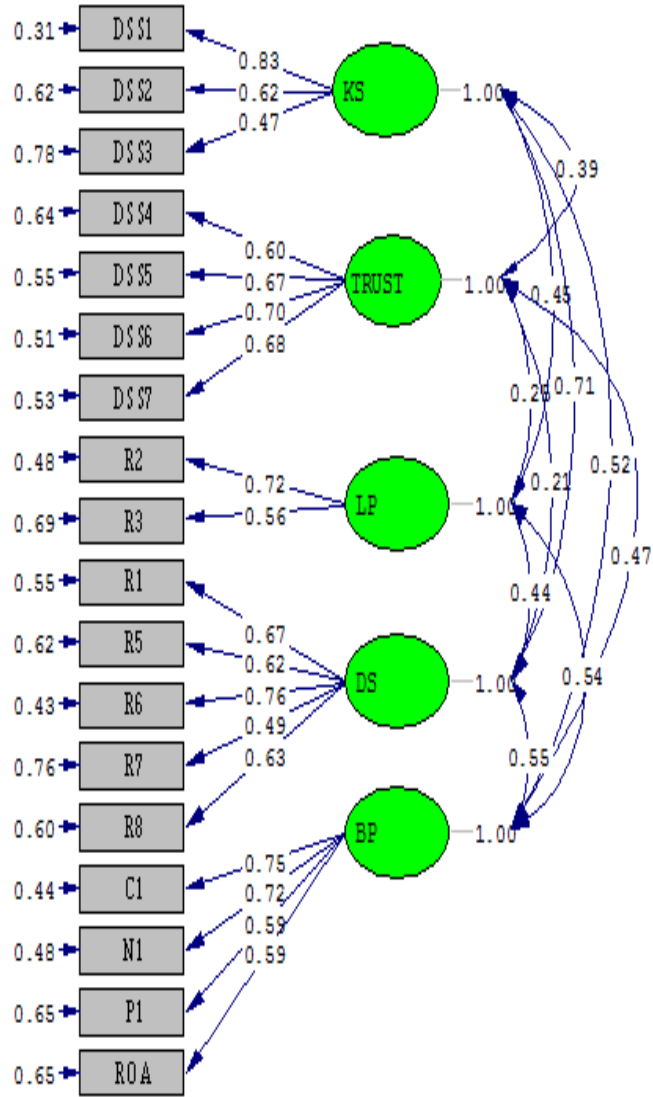 0.31 DSS1
0.83
0.62 DSS2 0.62 KS 1.00
0.47
0.78 DSS3
0.39
0.64 DSS4
0.60
0.55 DSS5 0.67 TRUST 1.00 0.45
0.70
0.51 DSS6
0.68
0.71
0.53 DSS7
0.48 R2
0.52
0.72 0.21
0.56 LP 1.00
0.69 R3
0.47
0.55 R1
0.44
0.67
0.62 R5
0.62
0.54
0.76 DS 1.00
0.43 R6
0.49
0.76 R7 0.63
0.55
0.60 R8 BP 1.00
0.75
0.44 C1
0.72
0.59
0.48 N1
0.59
0.65 P1
0.65 ROA